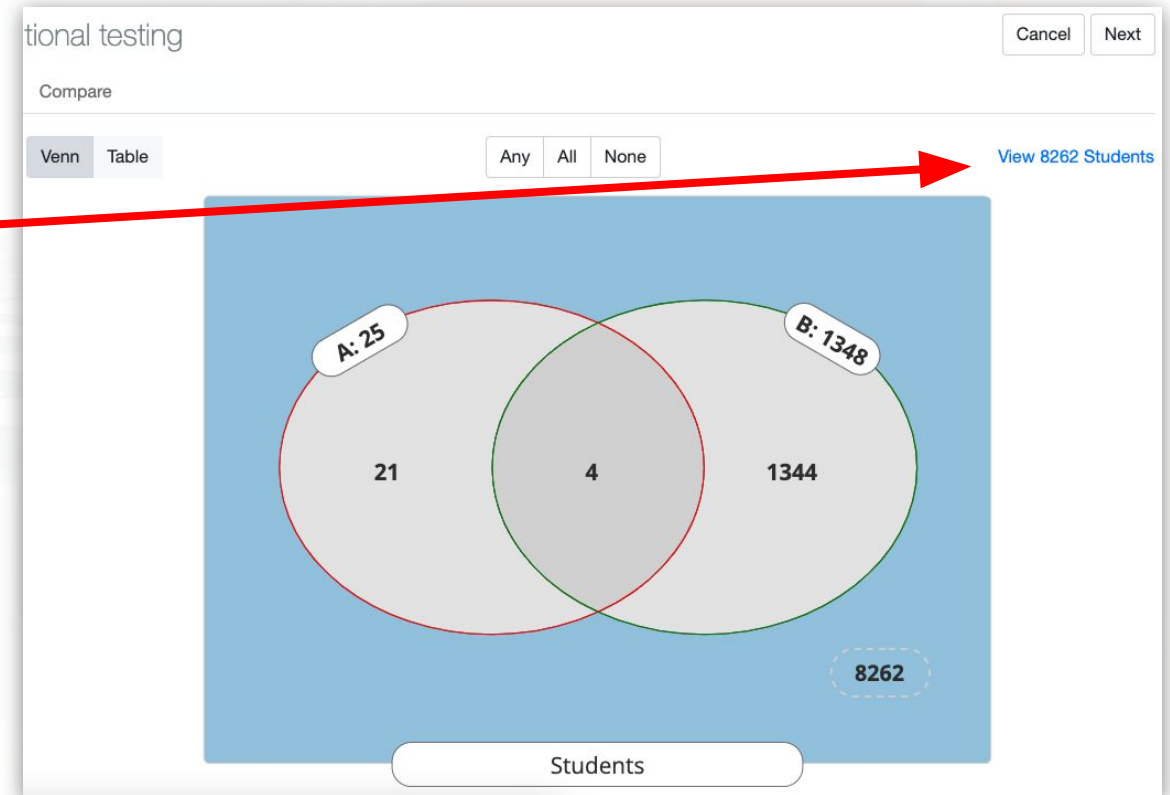 tional testing Cancel Next
Compare
Venn Table Any All None View 8262 Students
A: 25 B: 1348
21 4 1344
8262
Students